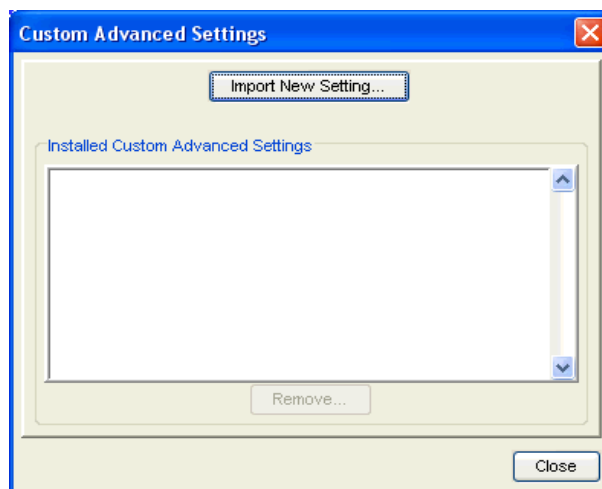 Custom Advanced Settings
Import New Setting...
Installed Custom Advanced Settings
Remove...
Close